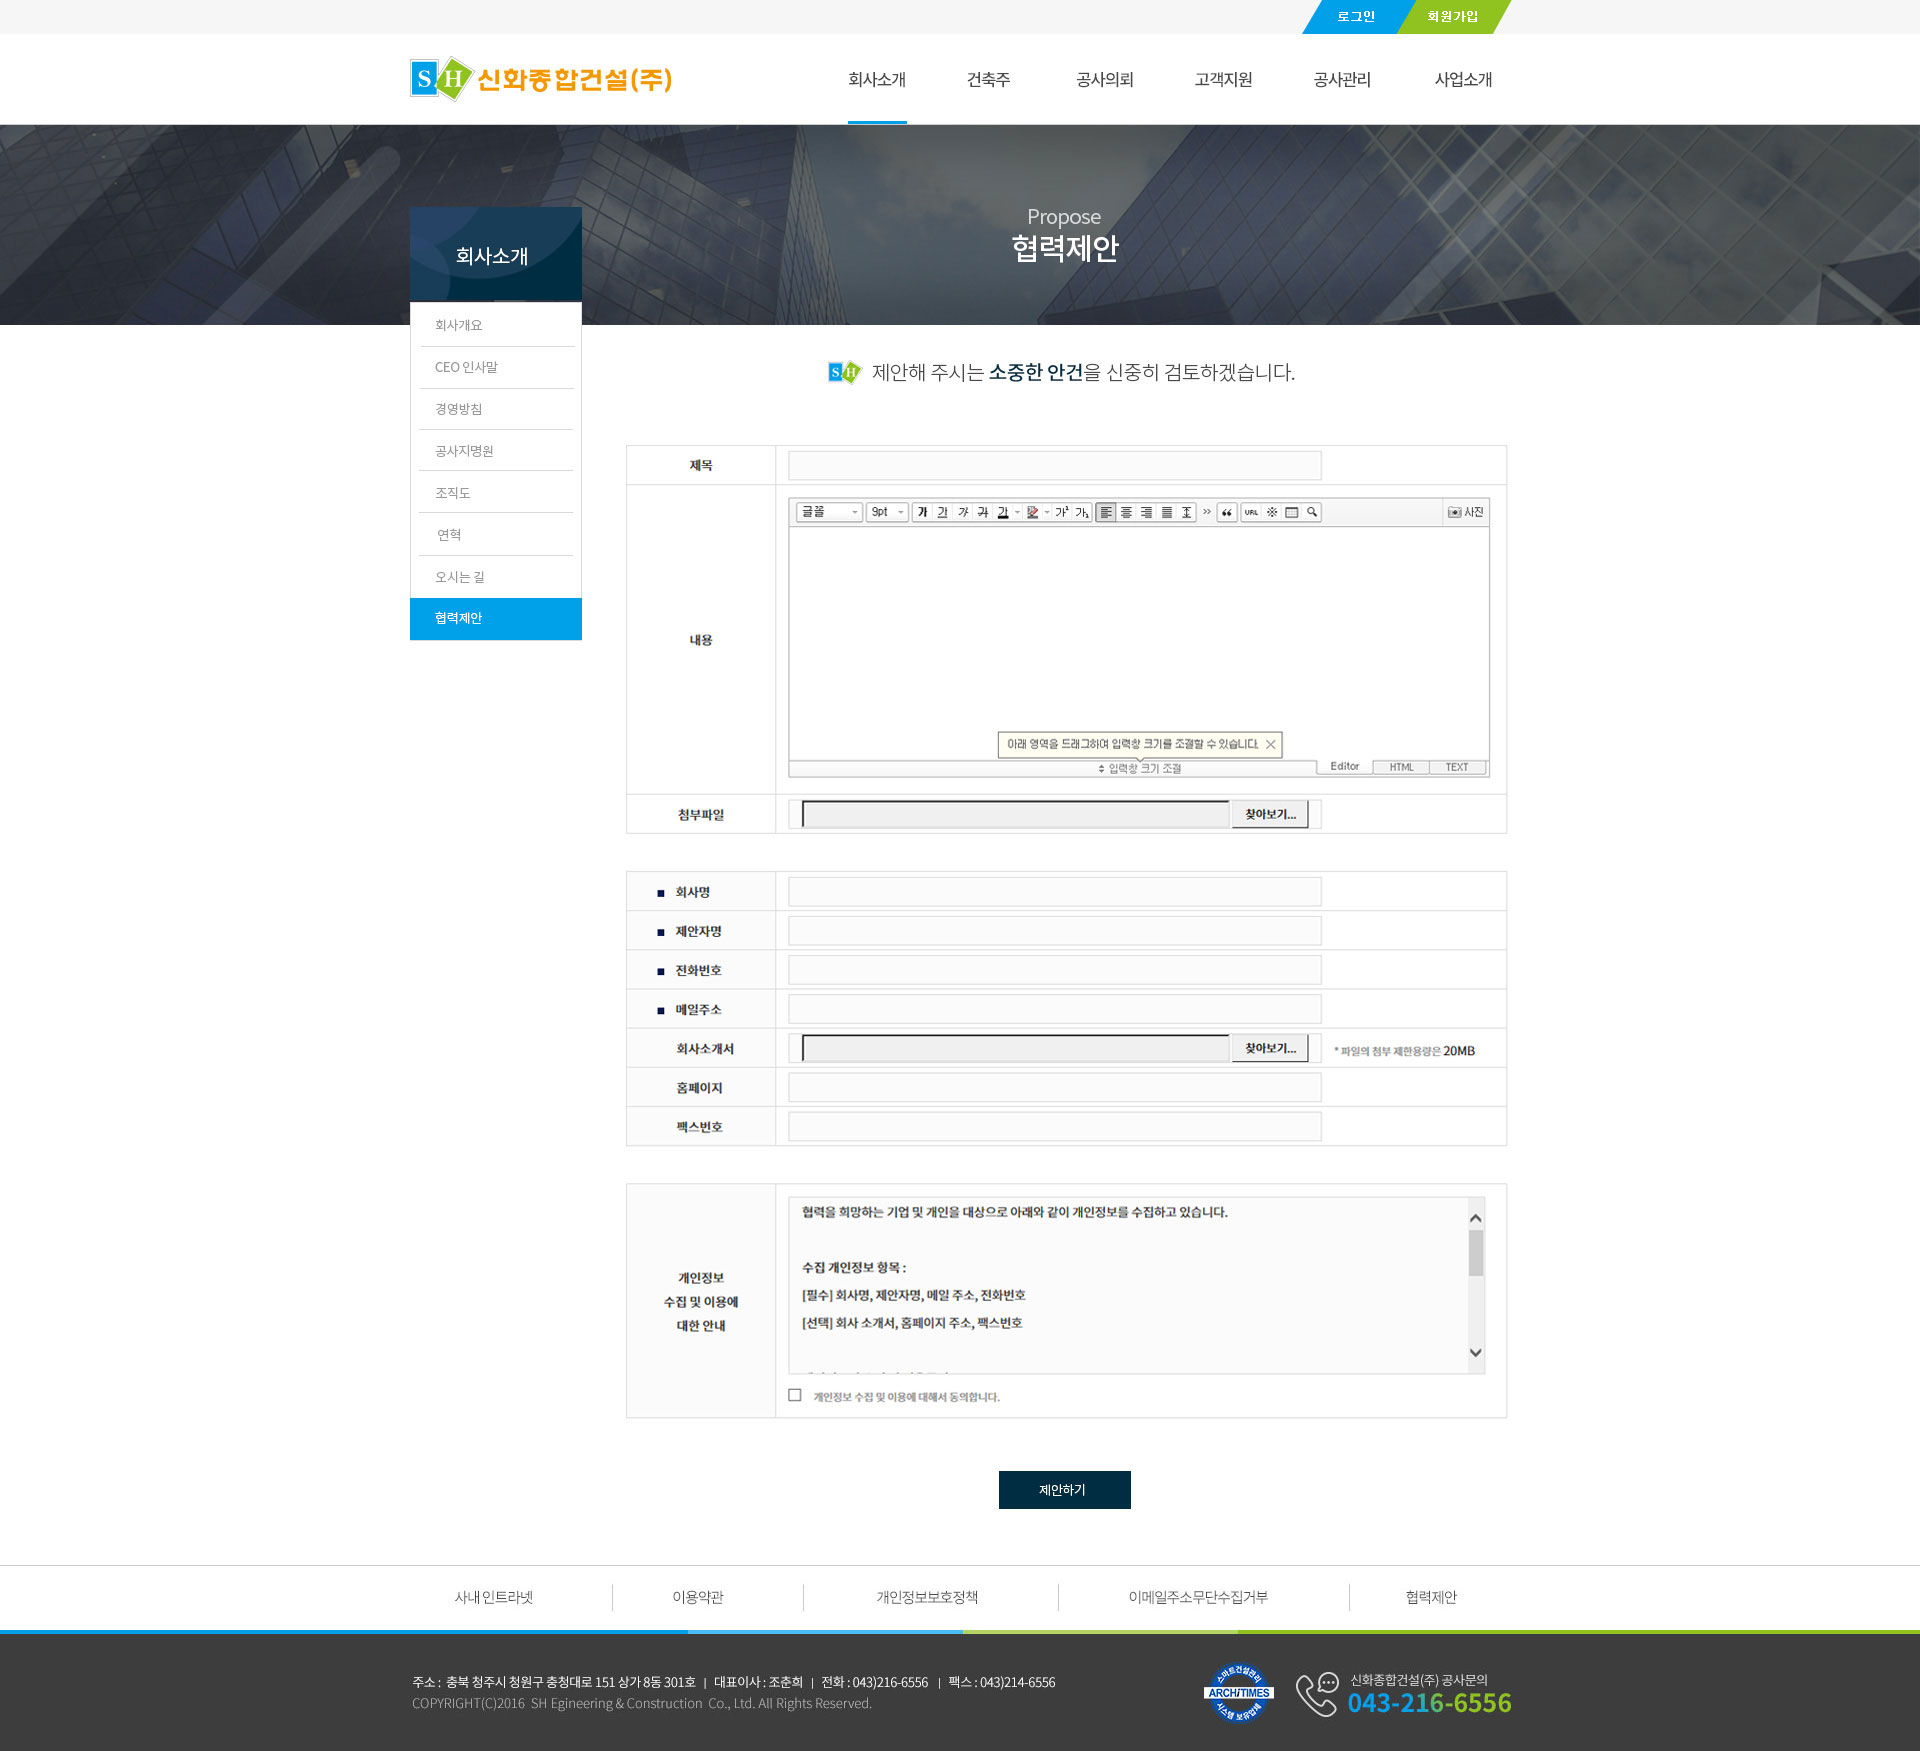 로그인 회원가입
SH 신화종합건설(주)
회사소개 건축주 공사의뢰 고객지원 공사관리 사업소개
Propose
협력제안
회사소개
회사개요
CEO 인사말
경영방침
공사지명원
조직도
연혁
오시는 길
협력제안
SH 제안해 주시는 소중한 안건을 신중히 검토하겠습니다.
제목
글꼴 9pt 가 가 가 가 가 가² 가₁ URL 사진
내용
아래 영역을 드래그하여 입력창 크기를 조절할 수 있습니다.
입력창 크기 조절 Editor HTML TEXT
첨부파일 찾아보기...
■ 회사명
■ 제안자명
■ 전화번호
■ 메일주소
회사소개서 찾아보기... * 파일의 첨부 제한용량은 20MB
홈페이지
팩스번호
개인정보
수집 및 이용에
대한 안내
협력을 희망하는 기업 및 개인을 대상으로 아래와 같이 개인정보를 수집하고 있습니다.
수집 개인정보 항목 :
[필수] 회사명, 제안자명, 메일 주소, 전화번호
[선택] 회사 소개서, 홈페이지 주소, 팩스번호
개인정보 수집 및 이용에 대해서 동의합니다.
제안하기
사내 인트라넷 이용약관 개인정보보호정책 이메일주소무단수집거부 협력제안
주소 : 충북 청주시 청원구 충청대로 151 상가 8동 301호 | 대표이사 : 조춘희 | 전화 : 043)216-6556 | 팩스 : 043)214-6556
COPYRIGHT(C)2016 SH Egineering & Construction Co., Ltd. All Rights Reserved.
스마트건설관리
ARCHITIMES
시스템 보유업체
신화종합건설(주) 공사문의
043-216-6556